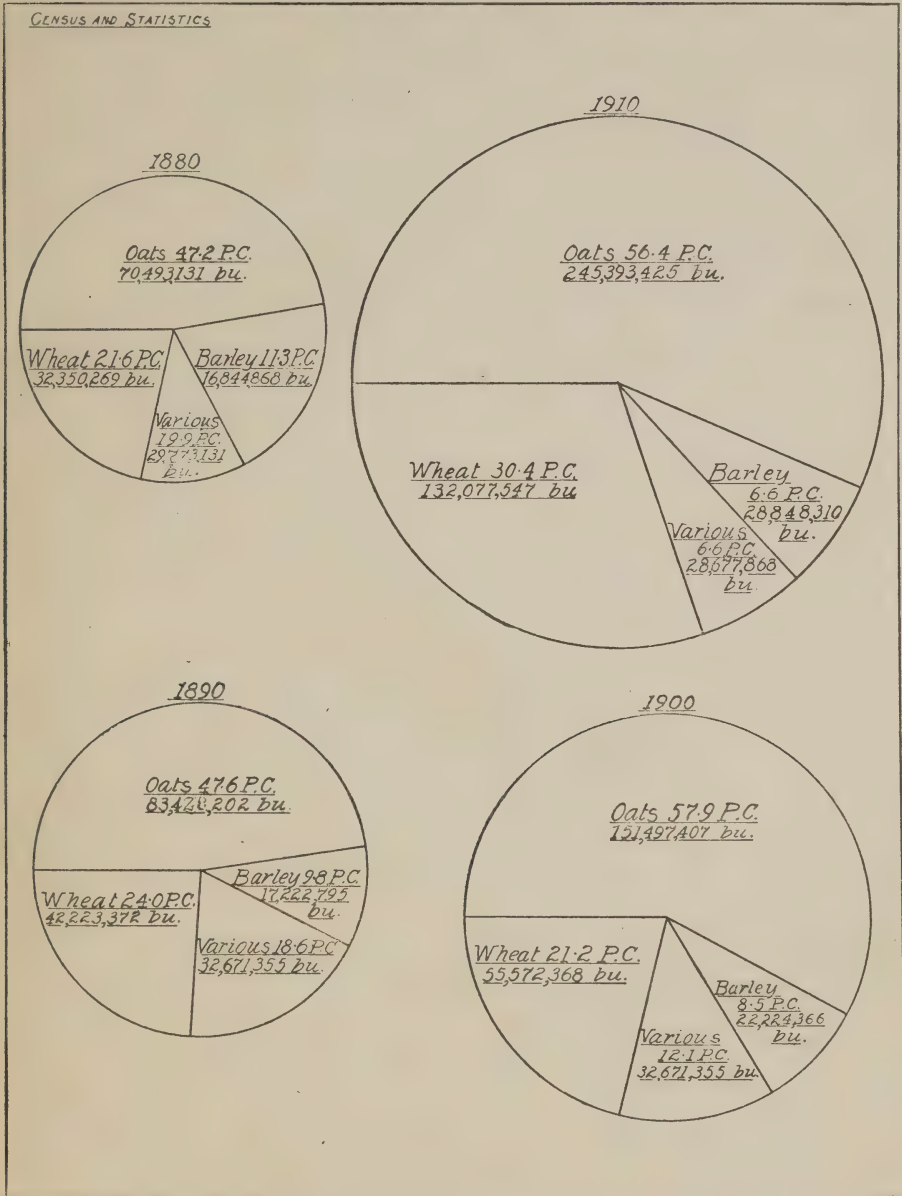 CENSUS AND STATISTICS
1880
Oats 47.2 P.C.
70,493,131 bu.
Wheat 21.6 P.C.
32,350,269 bu.
Barley 11.3 P.C.
16,844,868 bu.
Various
19.9 P.C.
29,773,131
bu.
1910
Oats 56.4 P.C.
245,393,425 bu.
Wheat 30.4 P.C.
132,077,547 bu
Barley
6.6 P.C.
28,848,310
bu.
Various
6.6 P.C.
28,677,868
bu.
1890
Oats 47.6 P.C.
bu.
Barley 9.8 P.C.
17,222,795
bu.
Wheat 24.0 P.C.
42,223,372 bu.
Various 18.6 P.C
32,671,355 bu.
1900
Oats 57.9 P.C.
151,497,407 bu.
Wheat 21.2 P.C.
55,572,368 bu.
Barley
8.5 P.C.
22,224,366
bu.
Various
12.1 P.C.
32,671,355 bu.